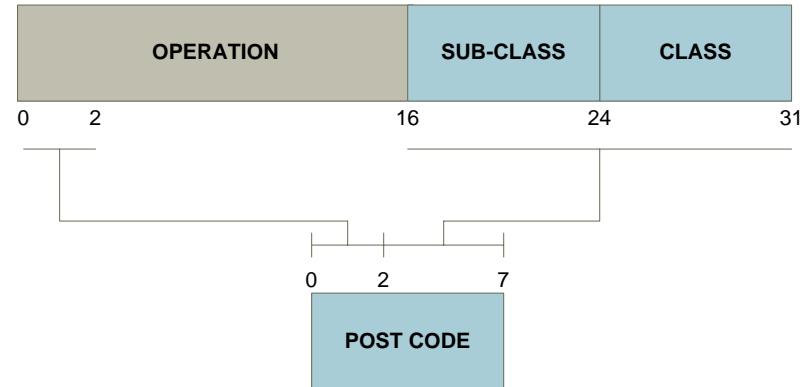 OPERATION SUB-CLASS CLASS
0 2 16 24 31
0 2 7
POST CODE